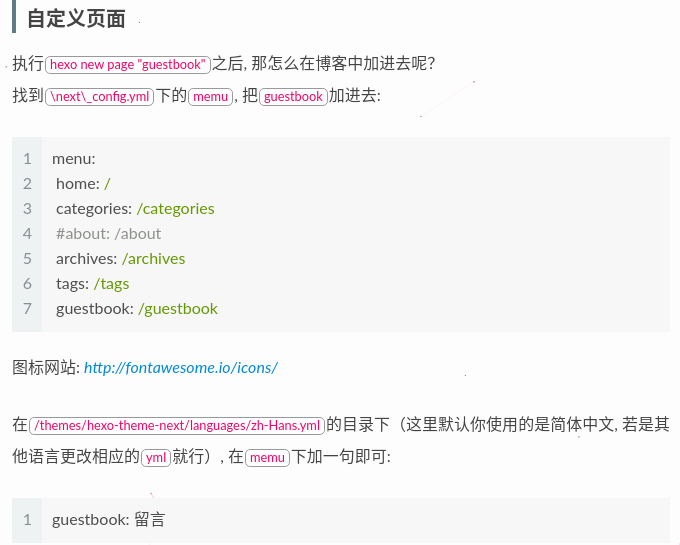 自定义页面
执行hexo new page "guestbook"之后, 那怎么在博客中加进去呢?
找到\next\_config.yml下的memu, 把guestbook加进去:
1 menu:
2 home: /
3 categories: /categories
4 #about: /about
5 archives: /archives
6 tags: /tags
7 guestbook: /guestbook
图标网站: http://fontawesome.io/icons/
在/themes/hexo-theme-next/languages/zh-Hans.yml的目录下（这里默认你使用的是简体中文, 若是其
他语言更改相应的yml就行）, 在memu下加一句即可:
1 guestbook: 留言